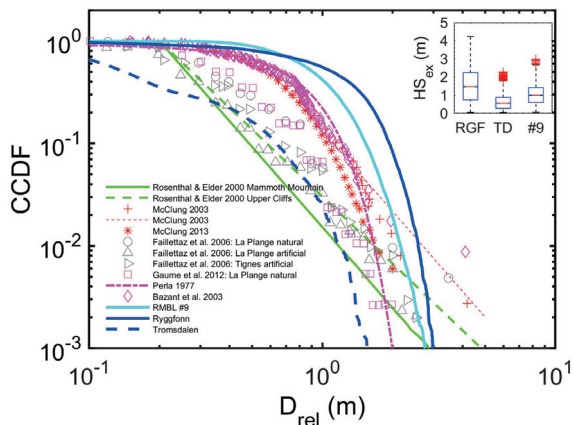 10^0
10^-1
10^-2
10^-3
CCDF
Rosenthal & Elder 2000 Mammoth Mountain
Rosenthal & Elder 2000 Upper Cliffs
McClung 2003
McClung 2003
McClung 2013
Faillettaz et al. 2006: La Plange natural
Faillettaz et al. 2006: La Plange artificial
Faillettaz et al. 2006: Tignes artificial
Gaume et al. 2012: La Plange natural
Perla 1977
Bazant et al. 2003
RMBL #9
Ryggfonn
Tromsdalen
HS_ex (m)
5
4
3
2
1
0
RGF TD #9
10^-1 10^0 10^1
D_rel (m)